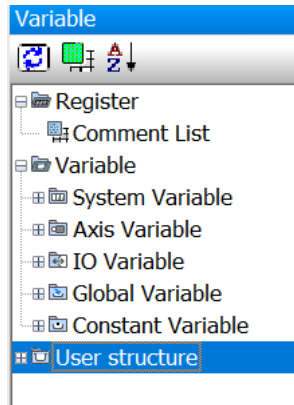 Variable
A
Z
Register
Comment List
Variable
System Variable
Axis Variable
IO Variable
Global Variable
Constant Variable
User structure